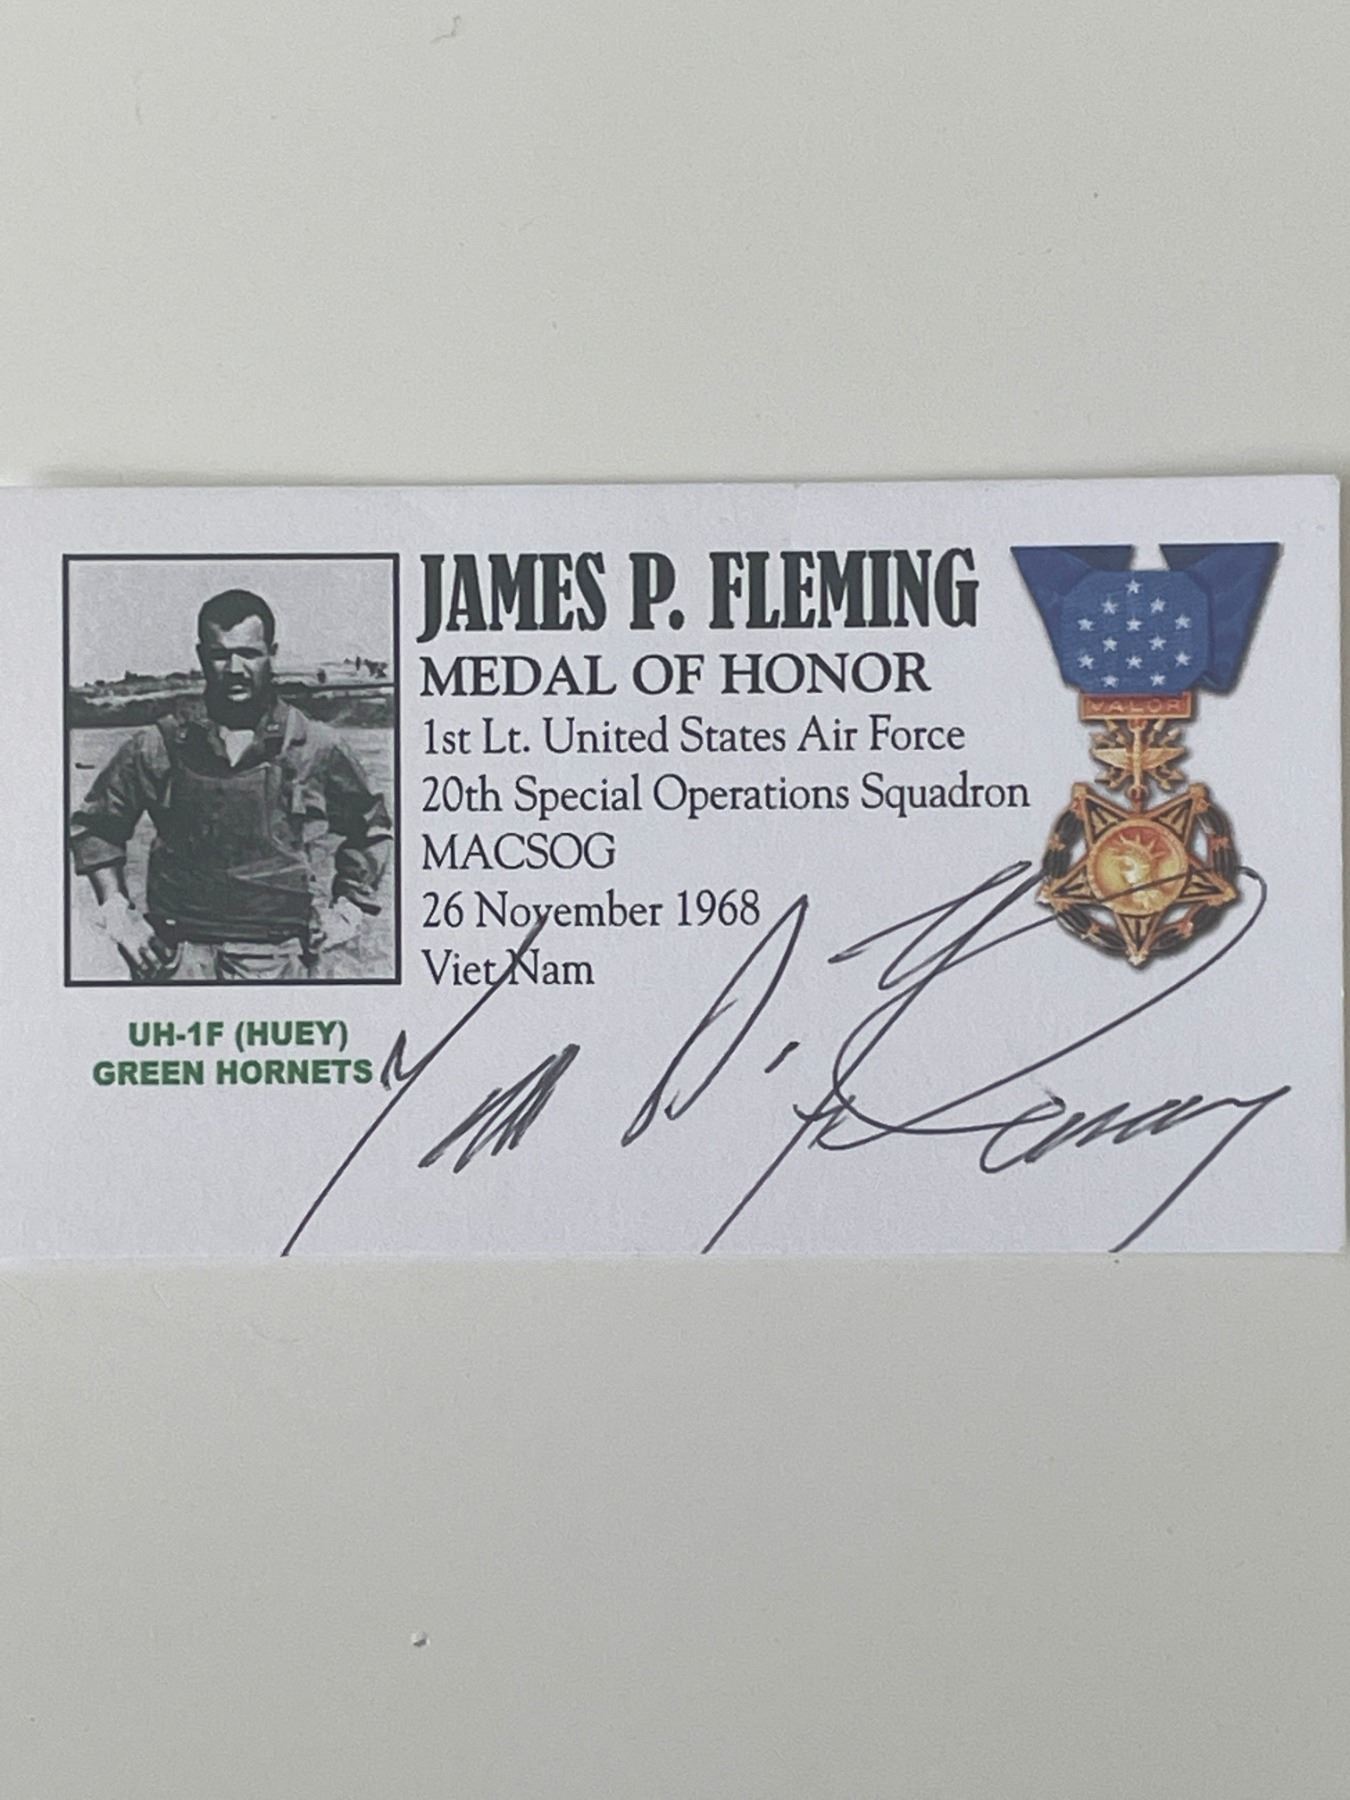 JAMES P. FLEMING
MEDAL OF HONOR
1st Lt. United States Air Force
20th Special Operations Squadron
MACSOG
26 November 1968
Viet Nam
UH-1F (HUEY)
GREEN HORNETS
VALOR